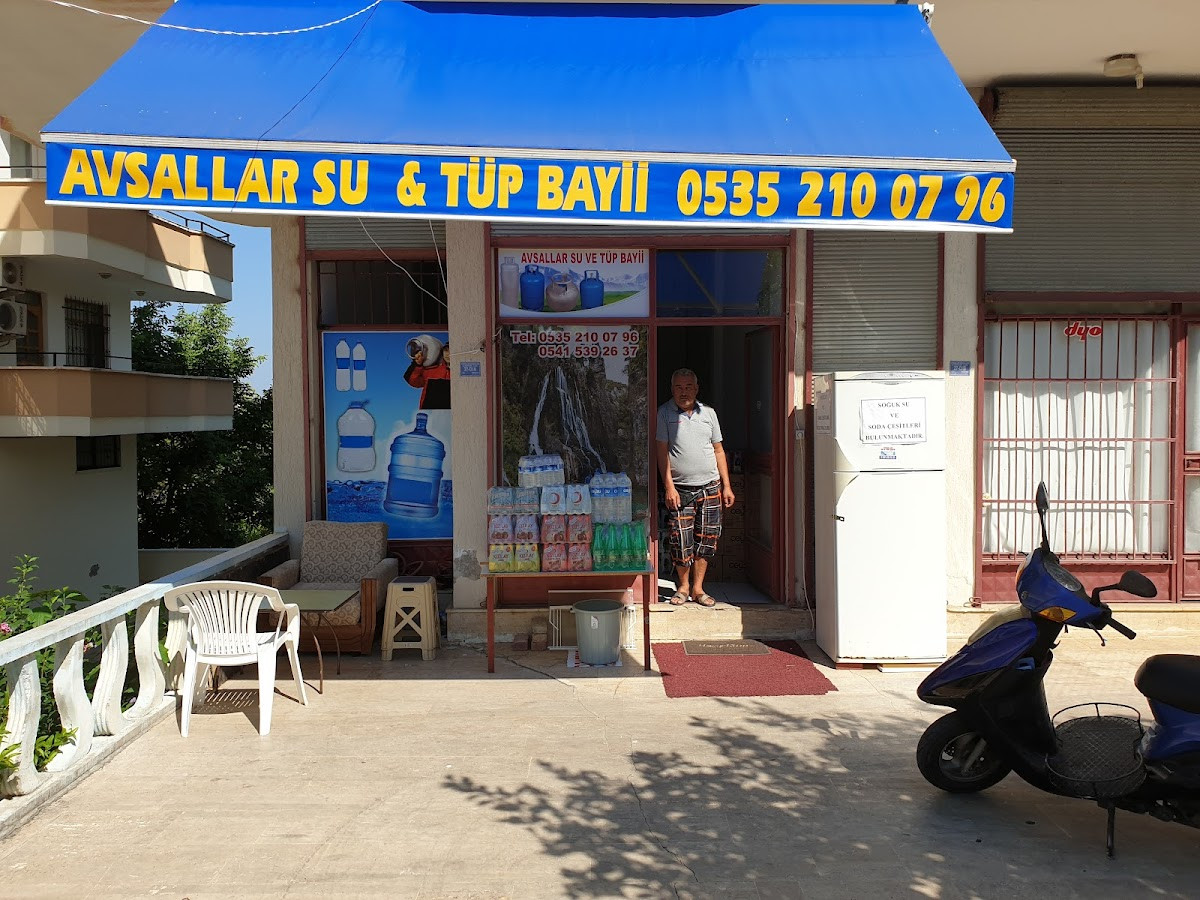 AVSALLAR SU & TÜP BAYİİ 0535 210 07 96
AVSALLAR SU VE TÜP BAYİİ
Tel: 0535 210 07 96
0541 539 26 37
SOĞUK SU
VE
SODA ÇEŞİTLERİ
BULUNMAKTADIR
dyo